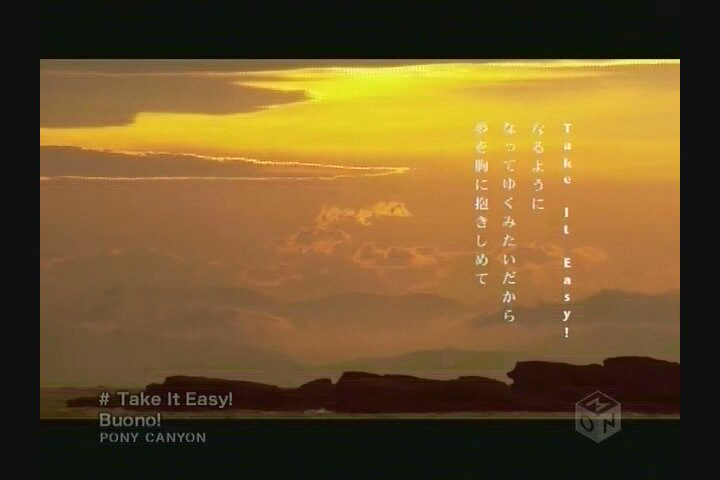 Take It Easy!
なるように
なってゆくみたいだから
夢を胸に抱きしめて
# Take It Easy!
Buono!
PONY CANYON
M ON